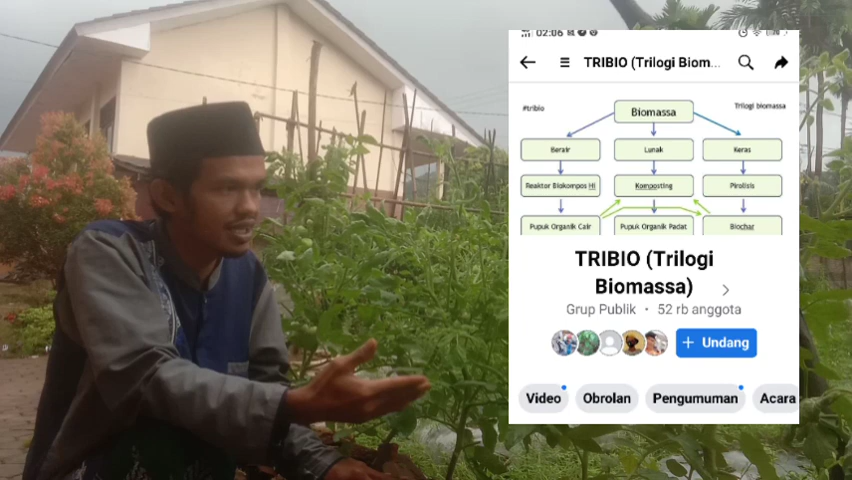 02:06
TRIBIO (Trilogi Biom...
#tribio
Trilogi biomassa
Biomassa
Berair
Lunak
Keras
Reaktor Biokompos HI
Komposting
Pirolisis
Pupuk Organik Cair
Pupuk Organik Padat
Biochar
TRIBIO (Trilogi
Biomassa)
Grup Publik • 52 rb anggota
+ Undang
Video
Obrolan
Pengumuman
Acara